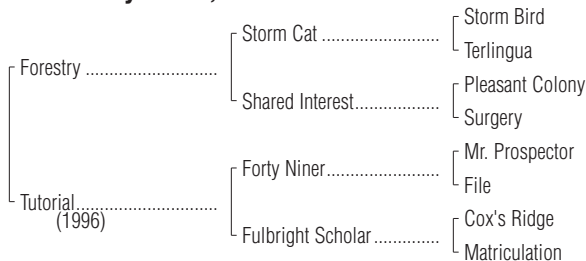 Storm Bird
Storm Cat ........................
Terlingua
Forestry ...........................
Pleasant Colony
Shared Interest.................
Surgery
Mr. Prospector
Forty Niner.......................
File
Tutorial.............................
(1996)
Cox's Ridge
Fulbright Scholar.............
Matriculation